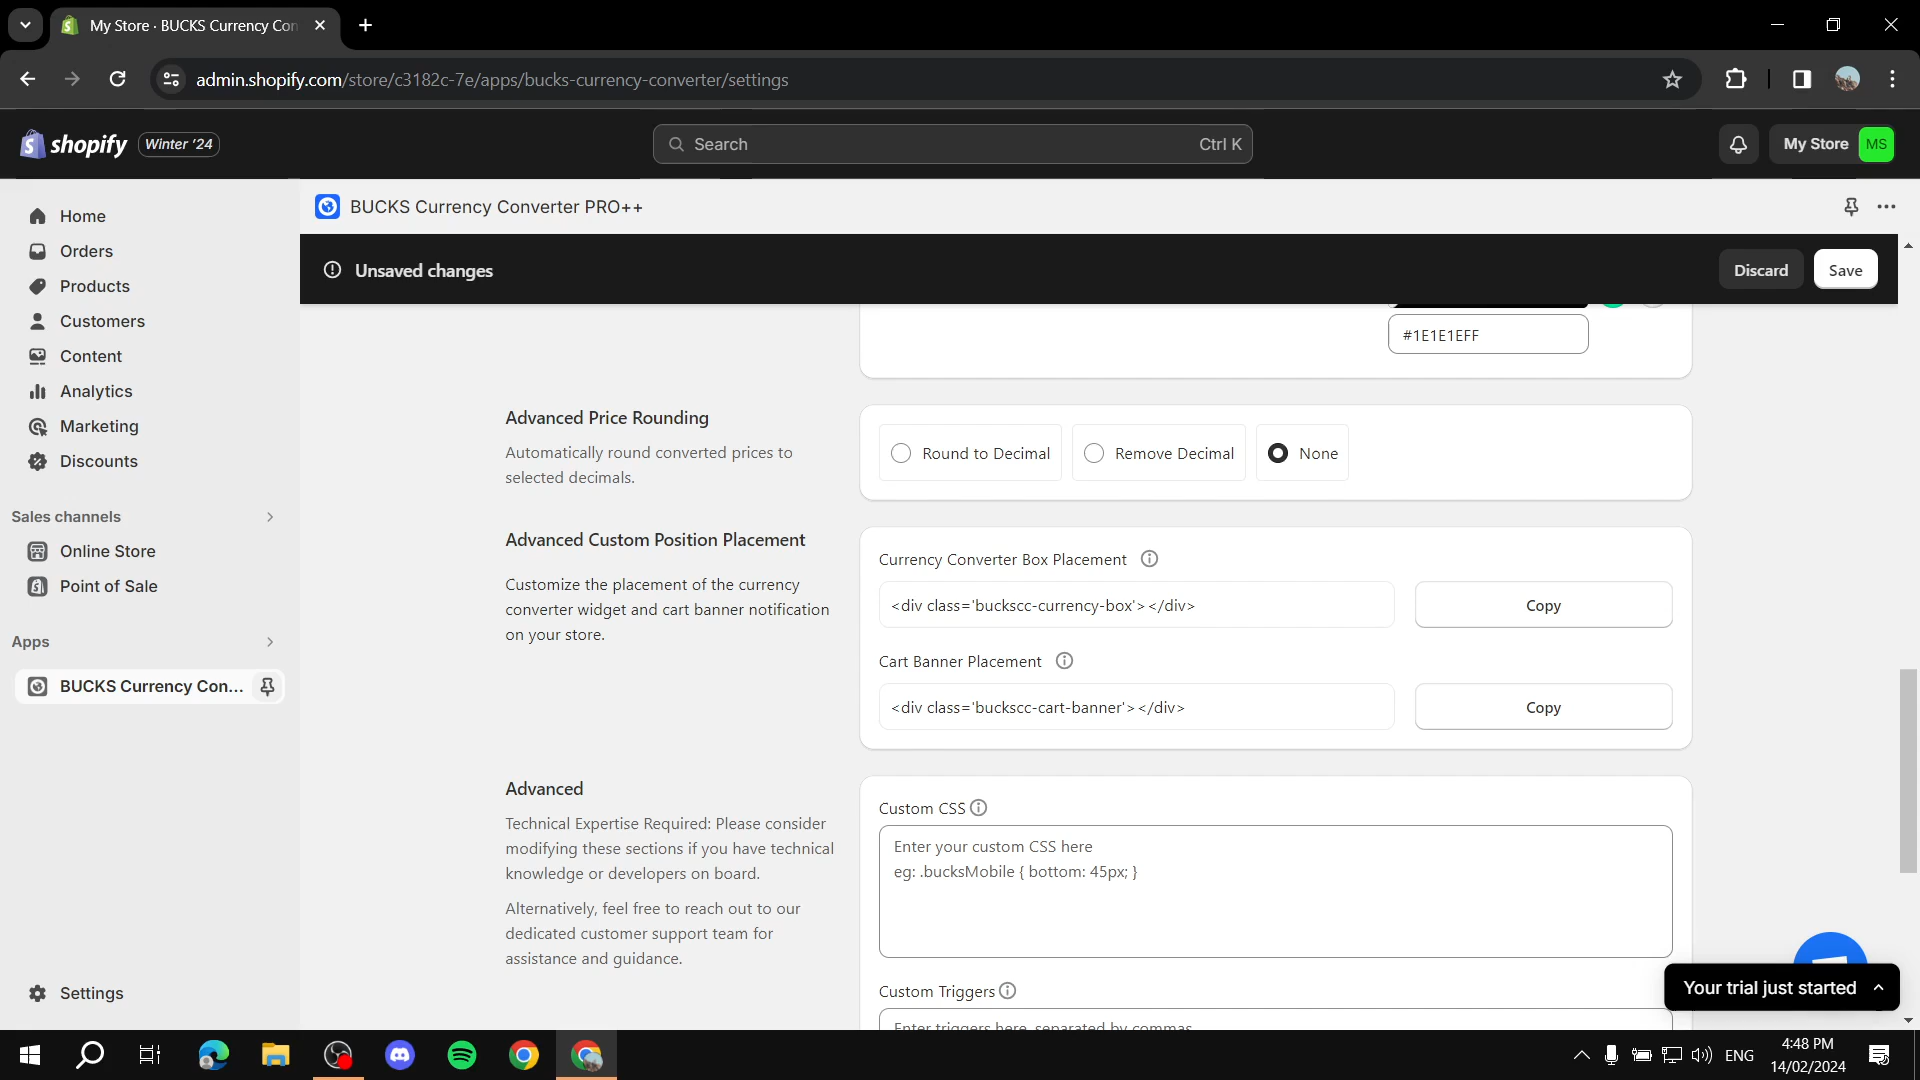 My Store · BUCKS Currency Con
admin.shopify.com/store/c3182c-7e/apps/bucks-currency-converter/settings
shopify
Winter '24
Search
Ctrl K
My Store
MS
Home
Orders
Products
Customers
Content
Analytics
Marketing
Discounts
Sales channels
Online Store
Point of Sale
Apps
BUCKS Currency Con...
Settings
BUCKS Currency Converter PRO++
Unsaved changes
Discard
Save
#1E1E1EFF
Advanced Price Rounding
Automatically round converted prices to
selected decimals.
Round to Decimal
Remove Decimal
None
Advanced Custom Position Placement
Customize the placement of the currency
converter widget and cart banner notification
on your store.
Currency Converter Box Placement
<div class='buckscc-currency-box'></div>
Copy
Cart Banner Placement
<div class='buckscc-cart-banner'></div>
Copy
Advanced
Technical Expertise Required: Please consider
modifying these sections if you have technical
knowledge or developers on board.
Alternatively, feel free to reach out to our
dedicated customer support team for
assistance and guidance.
Custom CSS
Enter your custom CSS here
eg: .bucksMobile { bottom: 45px; }
Custom Triggers
Enter triggers here, separated by commas
Your trial just started
ENG
4:48 PM
14/02/2024